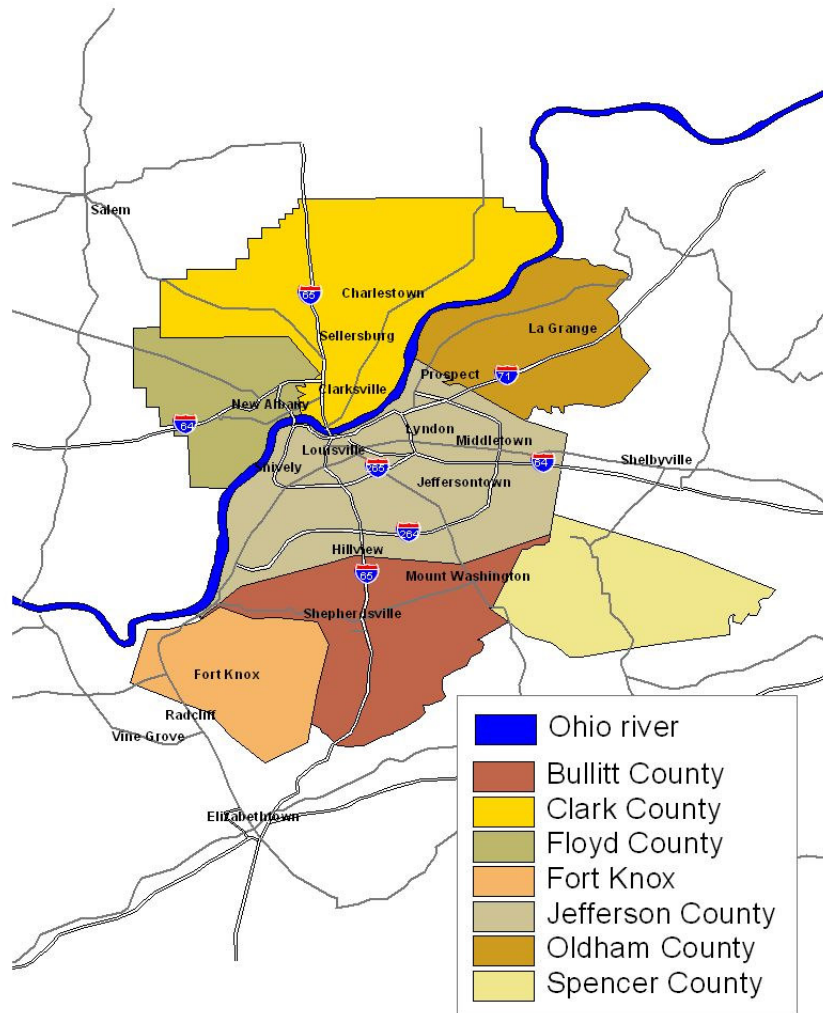 Salem
65
Charlestown
Sellersburg
La Grange
Prospect
71
Clarksville
New Albany
64
Lyndon
Middletown
Louisville
Shively
265
64
Shelbyville
Jeffersontown
264
Hillview
65
Mount Washington
Shepherdsville
Fort Knox
Radcliff
Vine Grove
Elizabethtown
Ohio river
Bullitt County
Clark County
Floyd County
Fort Knox
Jefferson County
Oldham County
Spencer County